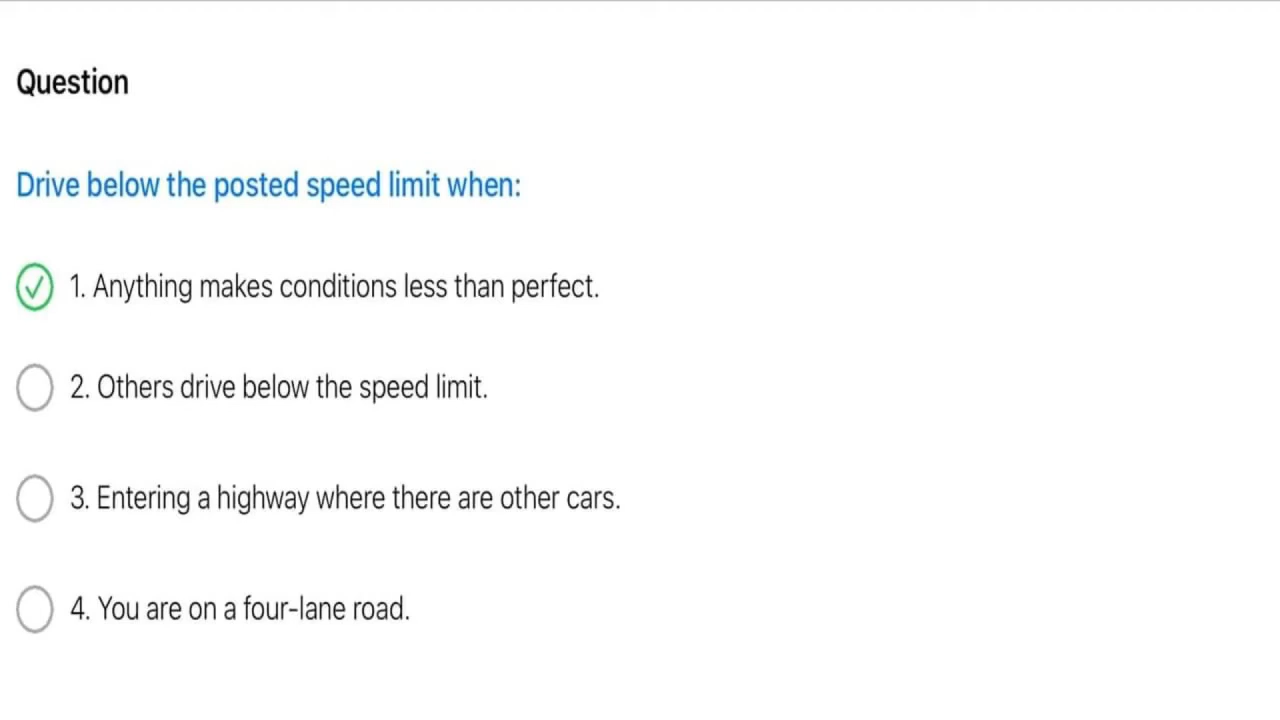 Question
Drive below the posted speed limit when:
1. Anything makes conditions less than perfect.
2. Others drive below the speed limit.
3. Entering a highway where there are other cars.
4. You are on a four-lane road.